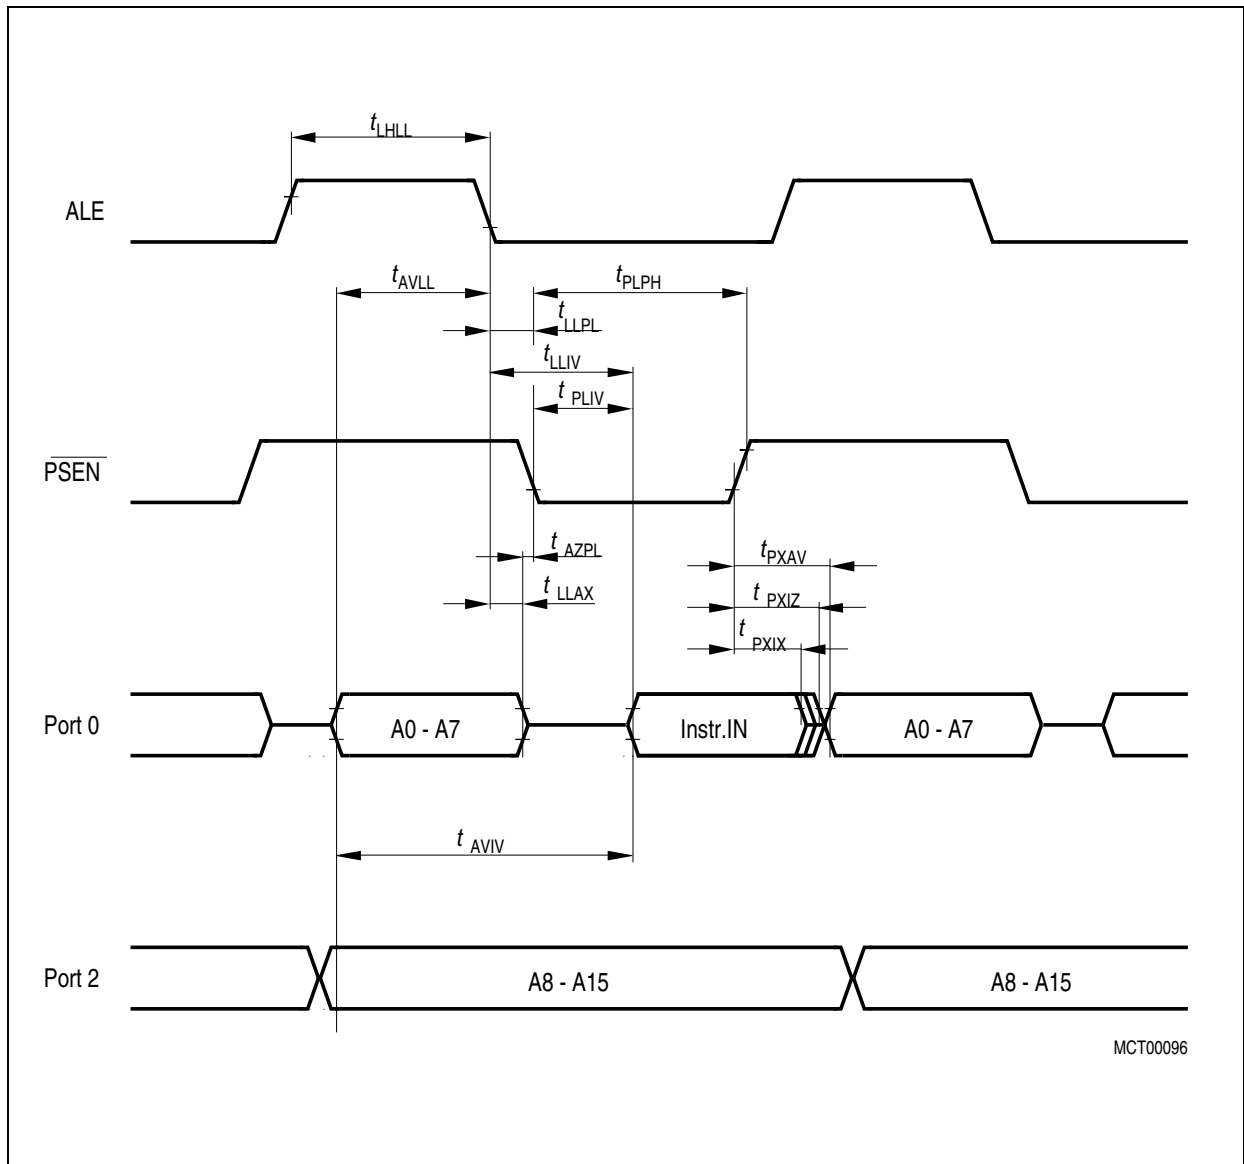 tLHLL
ALE
tAVLL
tPLPH
tLLPL
tLLIV
tPLIV
PSEN
tAZPL
tPXAV
tLLAX
tPXIZ
tPXIX
Port 0
A0 - A7
Instr.IN
A0 - A7
tAVIV
Port 2
A8 - A15
A8 - A15
MCT00096